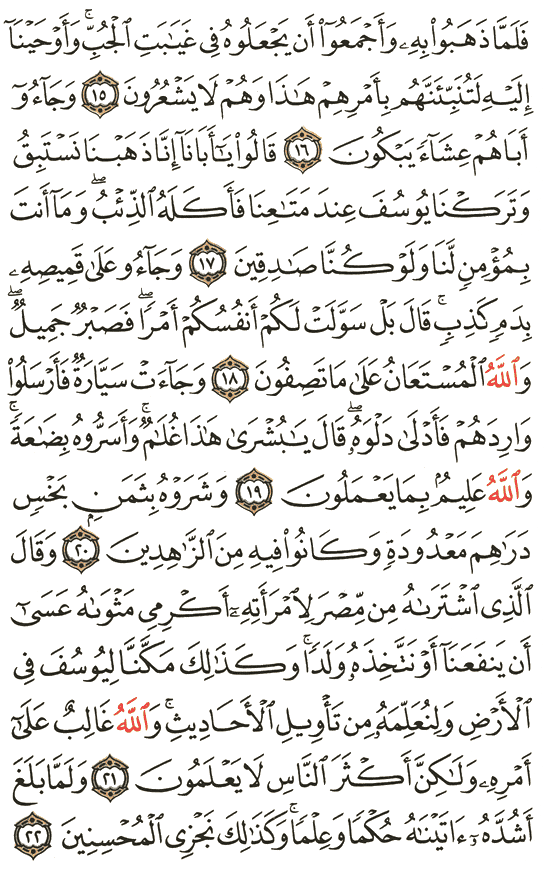 فَلَمَّا ذَهَبُوا۟ بِهِۦ وَأَجْمَعُوٓا۟ أَن يَجْعَلُوهُ فِى غَيَـٰبَتِ ٱلْجُبِّ ۚ وَأَوْحَيْنَآ
إِلَيْهِ لَتُنَبِّئَنَّهُم بِأَمْرِهِمْ هَـٰذَا وَهُمْ لَا يَشْعُرُونَ ١٥ وَجَآءُوٓ
أَبَاهُمْ عِشَآءً يَبْكُونَ ١٦ قَالُوا۟ يَـٰٓأَبَانَآ إِنَّا ذَهَبْنَا نَسْتَبِقُ
وَتَرَكْنَا يُوسُفَ عِندَ مَتَـٰعِنَا فَأَكَلَهُ ٱلذِّئْبُ ۖ وَمَآ أَنتَ
بِمُؤْمِنٍ لَّنَا وَلَوْ كُنَّا صَـٰدِقِينَ ١٧ وَجَآءُو عَلَىٰ قَمِيصِهِۦ
بِدَمٍ كَذِبٍ ۚ قَالَ بَلْ سَوَّلَتْ لَكُمْ أَنفُسُكُمْ أَمْرًا ۖ فَصَبْرٌ جَمِيلٌ ۖ
وَٱللَّهُ ٱلْمُسْتَعَانُ عَلَىٰ مَا تَصِفُونَ ١٨ وَجَآءَتْ سَيَّارَةٌ فَأَرْسَلُوا۟
وَارِدَهُمْ فَأَدْلَىٰ دَلْوَهُۥ ۖ قَالَ يَـٰبُشْرَىٰ هَـٰذَا غُلَـٰمٌ ۚ وَأَسَرُّوهُ بِضَـٰعَةً ۚ
وَٱللَّهُ عَلِيمٌۢ بِمَا يَعْمَلُونَ ١٩ وَشَرَوْهُ بِثَمَنٍۭ بَخْسٍ
دَرَٰهِمَ مَعْدُودَةٍ وَكَانُوا۟ فِيهِ مِنَ ٱلزَّٰهِدِينَ ٢٠ وَقَالَ
ٱلَّذِى ٱشْتَرَىٰهُ مِن مِّصْرَ لِٱمْرَأَتِهِۦٓ أَكْرِمِى مَثْوَىٰهُ عَسَىٰٓ
أَن يَنفَعَنَآ أَوْ نَتَّخِذَهُۥ وَلَدًا ۚ وَكَذَٰلِكَ مَكَّنَّا لِيُوسُفَ فِى
ٱلْأَرْضِ وَلِنُعَلِّمَهُۥ مِن تَأْوِيلِ ٱلْأَحَادِيثِ ۚ وَٱللَّهُ غَالِبٌ عَلَىٰٓ
أَمْرِهِۦ وَلَـٰكِنَّ أَكْثَرَ ٱلنَّاسِ لَا يَعْلَمُونَ ٢١ وَلَمَّا بَلَغَ
أَشُدَّهُۥٓ ءَاتَيْنَـٰهُ حُكْمًا وَعِلْمًا ۚ وَكَذَٰلِكَ نَجْزِى ٱلْمُحْسِنِينَ ٢٢